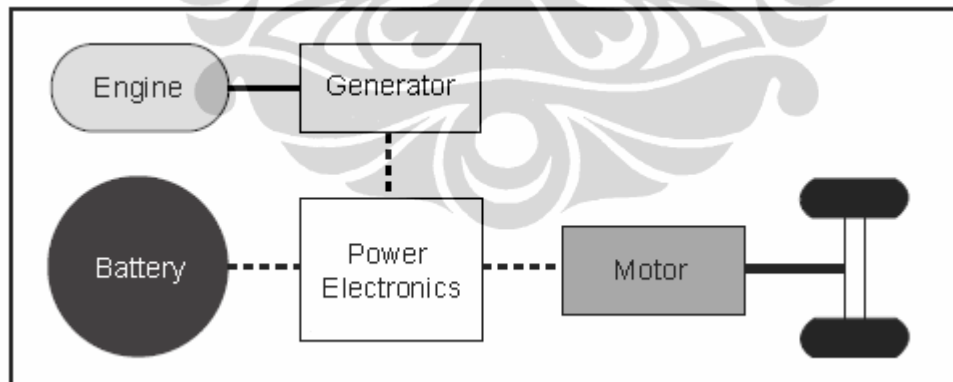 Engine
Generator
Battery
Power
Electronics
Motor